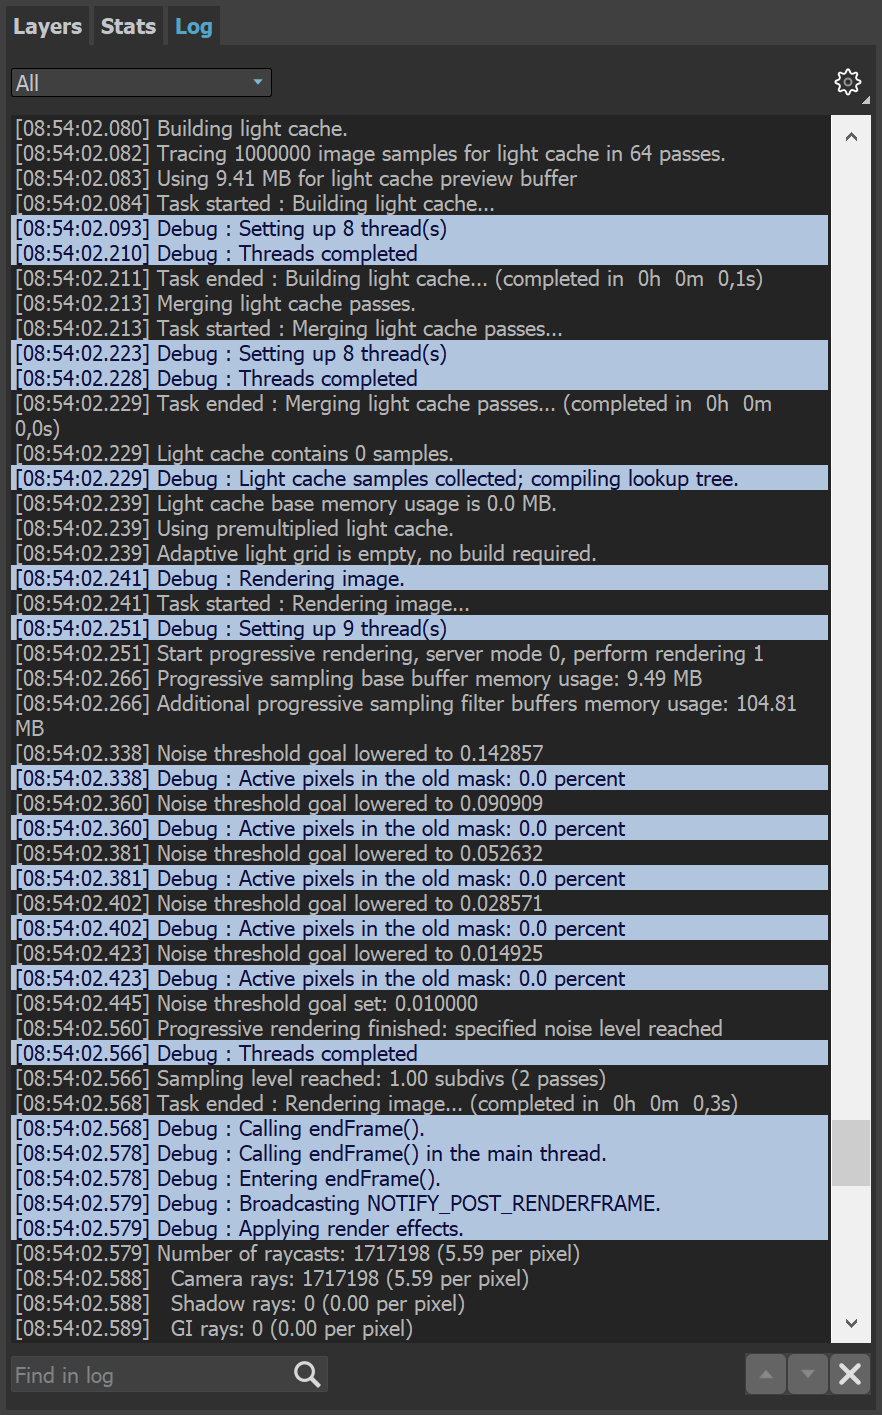 Layers Stats Log
All
[08:54:02.080] Building light cache.
[08:54:02.082] Tracing 1000000 image samples for light cache in 64 passes.
[08:54:02.083] Using 9.41 MB for light cache preview buffer
[08:54:02.084] Task started : Building light cache...
[08:54:02.093] Debug : Setting up 8 thread(s)
[08:54:02.210] Debug : Threads completed
[08:54:02.211] Task ended : Building light cache... (completed in  0h  0m  0,1s)
[08:54:02.213] Merging light cache passes.
[08:54:02.213] Task started : Merging light cache passes...
[08:54:02.223] Debug : Setting up 8 thread(s)
[08:54:02.228] Debug : Threads completed
[08:54:02.229] Task ended : Merging light cache passes... (completed in  0h  0m
0,0s)
[08:54:02.229] Light cache contains 0 samples.
[08:54:02.229] Debug : Light cache samples collected; compiling lookup tree.
[08:54:02.239] Light cache base memory usage is 0.0 MB.
[08:54:02.239] Using premultiplied light cache.
[08:54:02.239] Adaptive light grid is empty, no build required.
[08:54:02.241] Debug : Rendering image.
[08:54:02.241] Task started : Rendering image...
[08:54:02.251] Debug : Setting up 9 thread(s)
[08:54:02.251] Start progressive rendering, server mode 0, perform rendering 1
[08:54:02.266] Progressive sampling base buffer memory usage: 9.49 MB
[08:54:02.266] Additional progressive sampling filter buffers memory usage: 104.81
MB
[08:54:02.338] Noise threshold goal lowered to 0.142857
[08:54:02.338] Debug : Active pixels in the old mask: 0.0 percent
[08:54:02.360] Noise threshold goal lowered to 0.090909
[08:54:02.360] Debug : Active pixels in the old mask: 0.0 percent
[08:54:02.381] Noise threshold goal lowered to 0.052632
[08:54:02.381] Debug : Active pixels in the old mask: 0.0 percent
[08:54:02.402] Noise threshold goal lowered to 0.028571
[08:54:02.402] Debug : Active pixels in the old mask: 0.0 percent
[08:54:02.423] Noise threshold goal lowered to 0.014925
[08:54:02.423] Debug : Active pixels in the old mask: 0.0 percent
[08:54:02.445] Noise threshold goal set: 0.010000
[08:54:02.560] Progressive rendering finished: specified noise level reached
[08:54:02.566] Debug : Threads completed
[08:54:02.566] Sampling level reached: 1.00 subdivs (2 passes)
[08:54:02.568] Task ended : Rendering image... (completed in  0h  0m  0,3s)
[08:54:02.568] Debug : Calling endFrame().
[08:54:02.578] Debug : Calling endFrame() in the main thread.
[08:54:02.578] Debug : Entering endFrame().
[08:54:02.579] Debug : Broadcasting NOTIFY_POST_RENDERFRAME.
[08:54:02.579] Debug : Applying render effects.
[08:54:02.579] Number of raycasts: 1717198 (5.59 per pixel)
[08:54:02.588]   Camera rays: 1717198 (5.59 per pixel)
[08:54:02.588]   Shadow rays: 0 (0.00 per pixel)
[08:54:02.589]   GI rays: 0 (0.00 per pixel)
Find in log